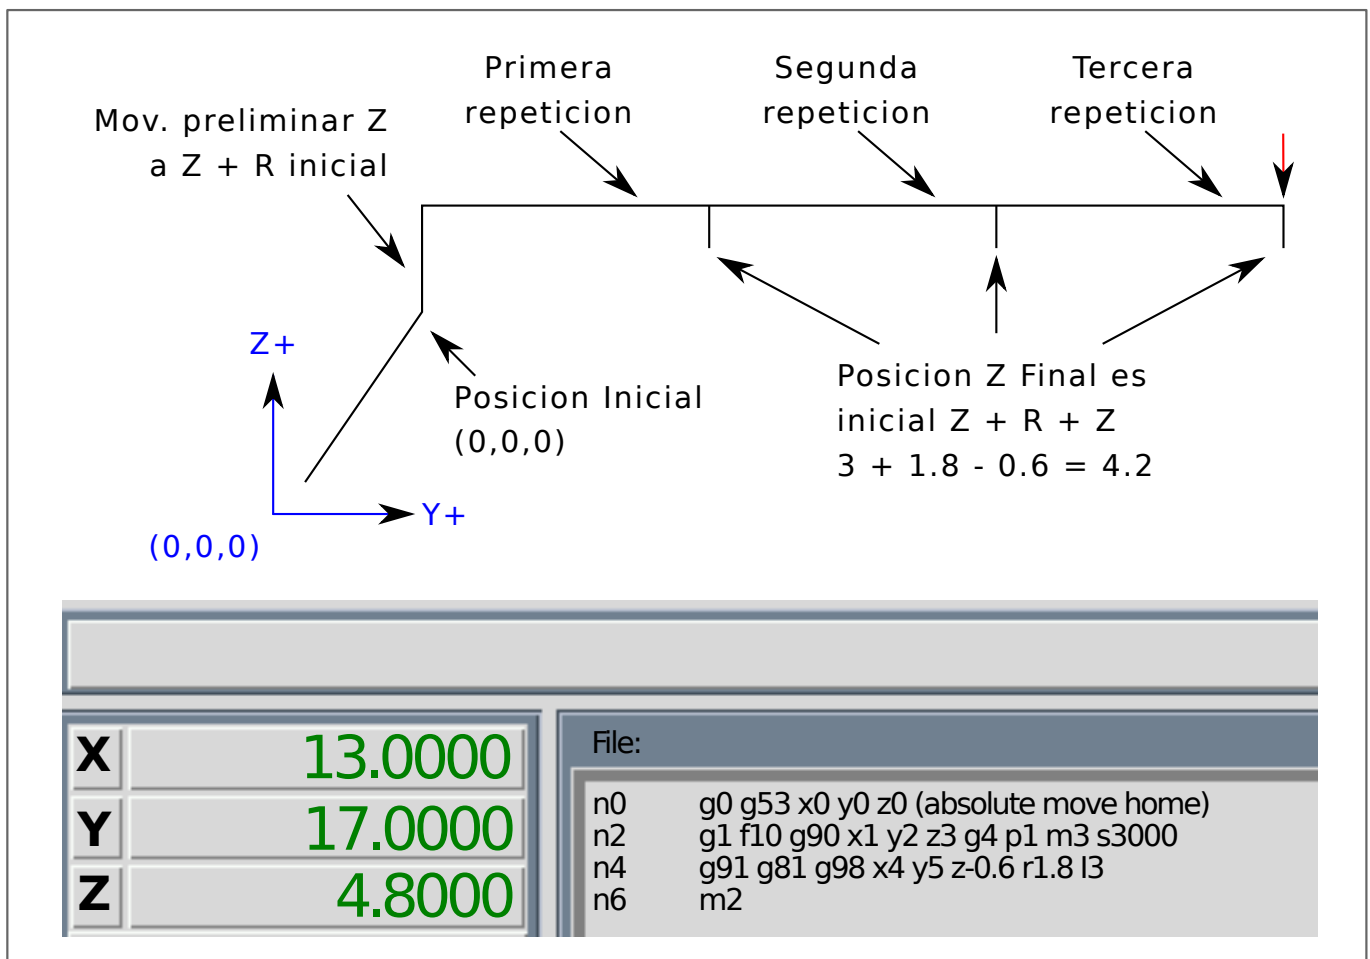 Primera
repeticion
Segunda
repeticion
Tercera
repeticion
Mov. preliminar Z
a Z + R inicial
Z+
Posicion Inicial
(0,0,0)
Posicion Z Final es
inicial Z + R + Z
3 + 1.8 - 0.6 = 4.2
Y+
(0,0,0)
X 13.0000
Y 17.0000
Z 4.8000
File:
n0 g0 g53 x0 y0 z0 (absolute move home)
n2 g1 f10 g90 x1 y2 z3 g4 p1 m3 s3000
n4 g91 g81 g98 x4 y5 z-0.6 r1.8 l3
n6 m2